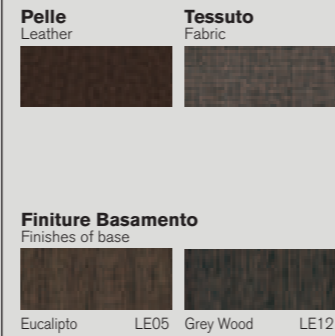 Pelle
Leather
Tessuto
Fabric
Finiture Basamento
Finishes of base
Eucalipto LE05 Grey Wood LE12